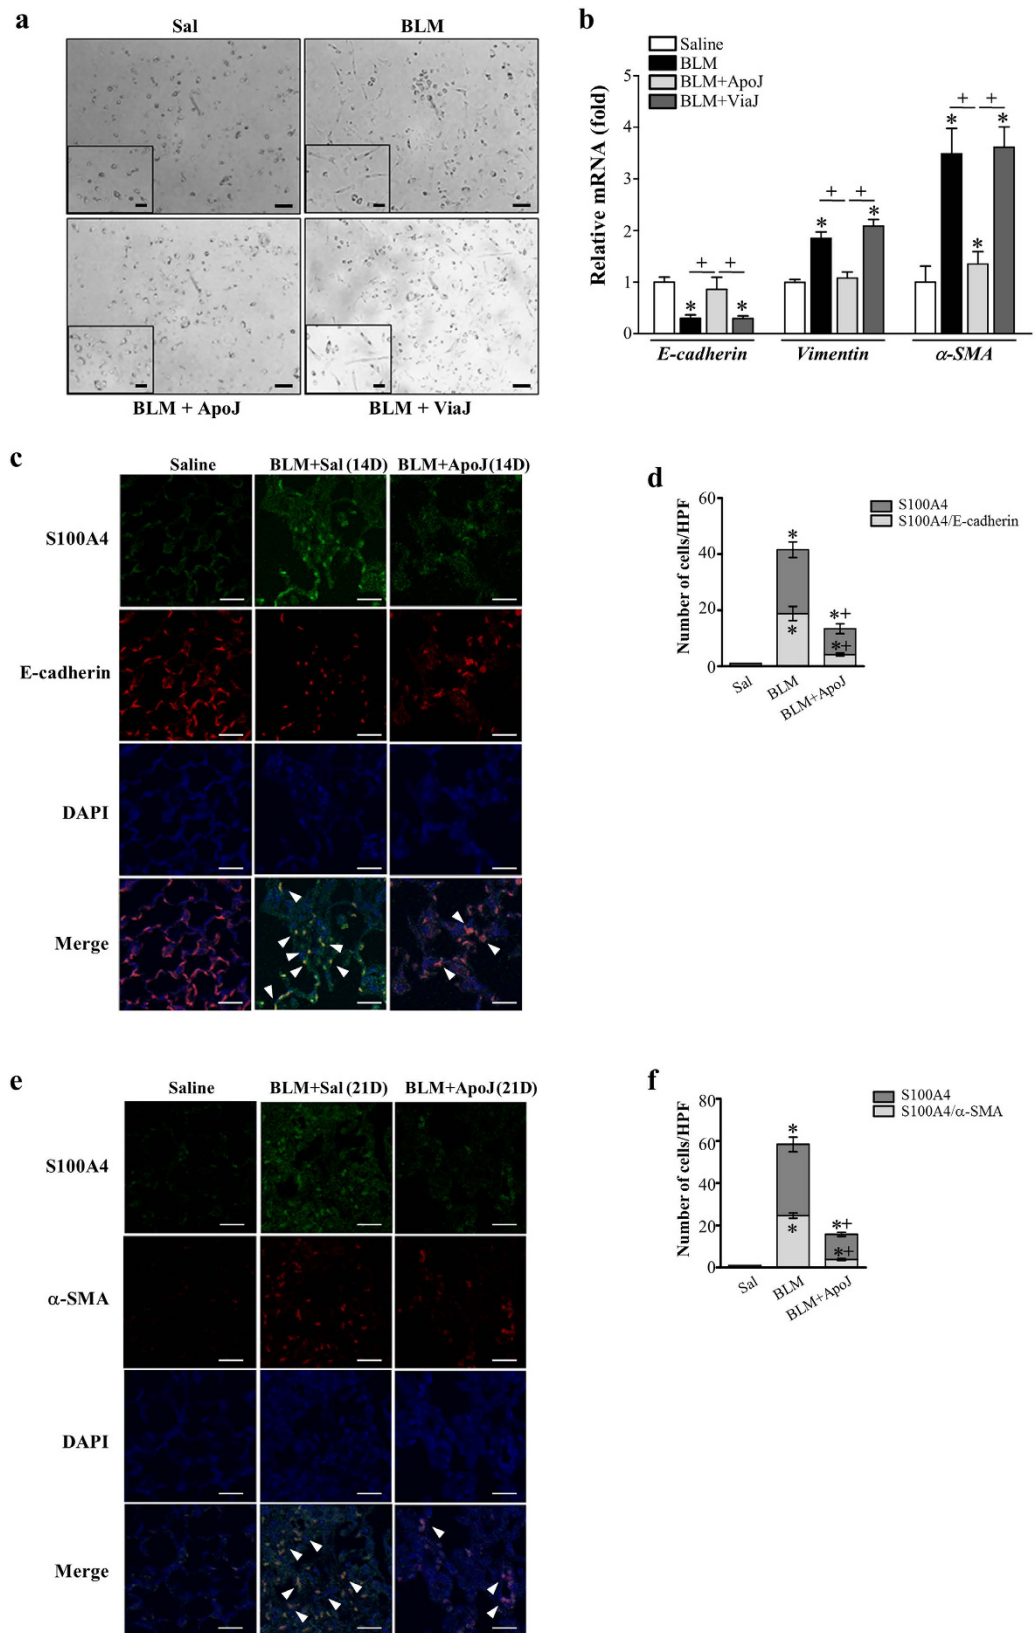 a
Sal
BLM
BLM + ApoJ
BLM + ViaJ
b
Saline
BLM
BLM+ApoJ
BLM+ViaJ
Relative mRNA (fold)
5
4
3
2
1
0
* + + *
* + + *
* + * + *
E-cadherin
Vimentin
α-SMA
c
Saline
BLM+Sal (14D)
BLM+ApoJ (14D)
S100A4
E-cadherin
DAPI
Merge
d
S100A4
S100A4/E-cadherin
Number of cells/HPF
60
40
20
0
*
*
*+
*+
Sal
BLM
BLM+ApoJ
e
Saline
BLM+Sal (21D)
BLM+ApoJ (21D)
S100A4
α-SMA
DAPI
Merge
f
S100A4
S100A4/α-SMA
Number of cells/HPF
80
60
40
20
0
*
*
*+
*+
Sal
BLM
BLM+ApoJ